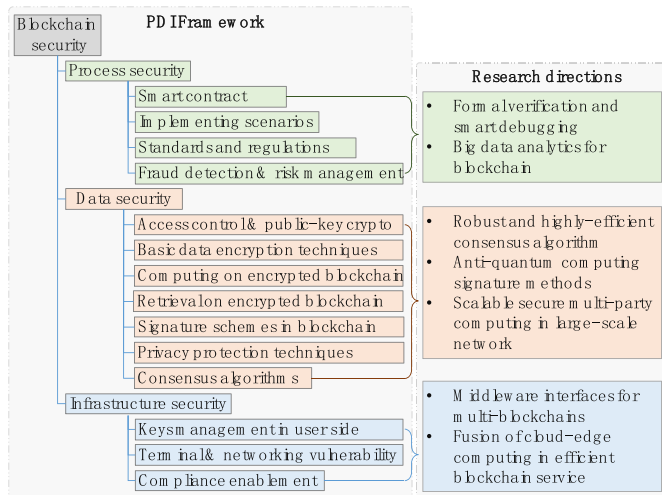 Blockchain
security
PDI Framework
Process security
Smart contract
Implementing scenarios
Standards and regulations
Fraud detection & risk management
Data security
Access control & public-key crypto
Basic data encryption techniques
Computing on encrypted blockchain
Retrieval on encrypted blockchain
Signature schemes in blockchain
Privacy protection techniques
Consensus algorithms
Infrastructure security
Keys management in user side
Terminal & networking vulnerability
Compliance enablement
Research directions
• Formal verification and
smart debugging
• Big data analytics for
blockchain
• Robust and highly-efficient
consensus algorithm
• Anti-quantum computing
signature methods
• Scalable secure multi-party
computing in large-scale
network
• Middleware interfaces for
multi-blockchains
• Fusion of cloud-edge
computing in efficient
blockchain service